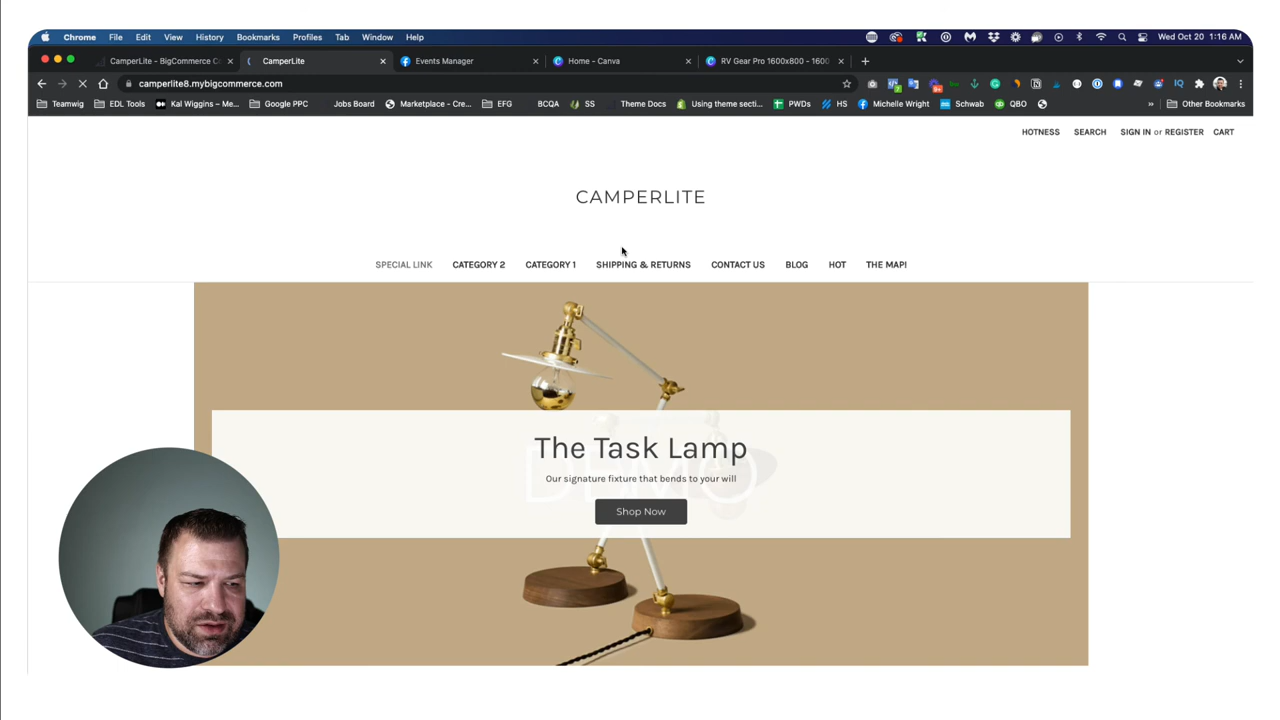 Chrome File Edit View History Bookmarks Profiles Tab Window Help Wed Oct 20 1:16 AM
CamperLite - BigCommerce C CamperLite Events Manager Home - Canva RV Gear Pro 1600x800 - 1600
camperlite8.mybigcommerce.com
Teamwig EDL Tools Kal Wiggins – Me... Google PPC Jobs Board Marketplace - Cre... EFG BCQA SS Theme Docs Using theme secti... PWDs HS Michelle Wright Schwab QBO » Other Bookmarks
HOTNESS SEARCH SIGN IN or REGISTER CART
CAMPERLITE
SPECIAL LINK CATEGORY 2 CATEGORY 1 SHIPPING & RETURNS CONTACT US BLOG HOT THE MAP!
The Task Lamp
DEMO
Our signature fixture that bends to your will
Shop Now